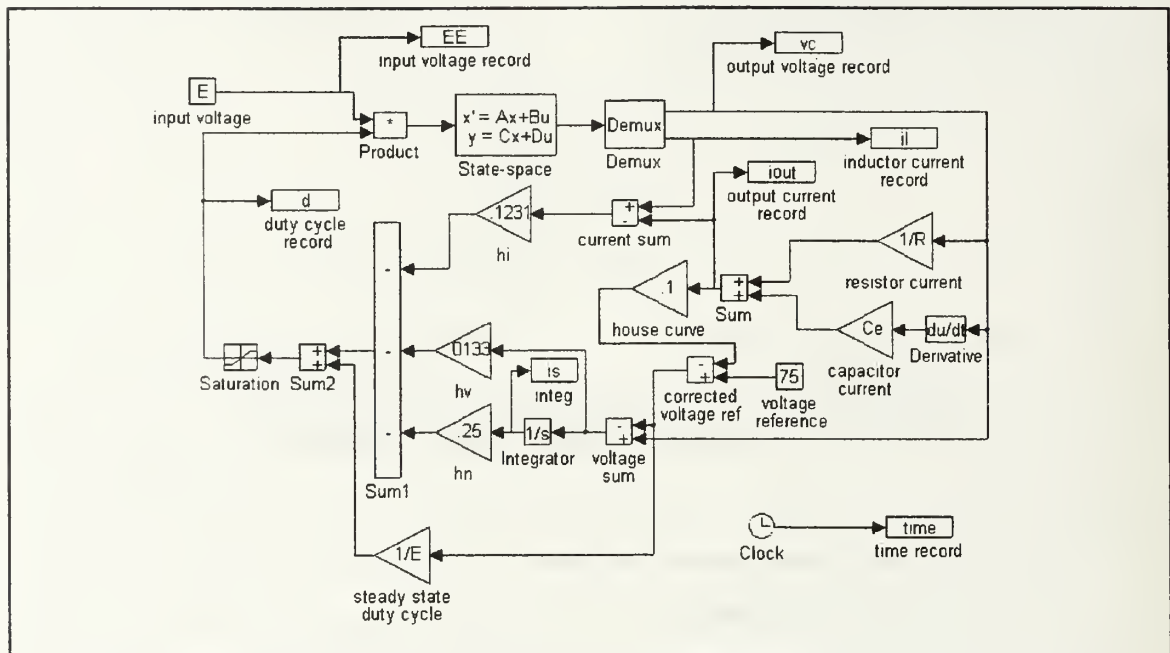 EE
input voltage record
vc
output voltage record
E
input voltage
*
Product
x' = Ax+Bu
y = Cx+Du
State-space
Demux
Demux
il
inductor current
record
iout
output current
record
d
duty cycle
record
.1231
hi
+
-
current sum
1/R
resistor current
.1
house curve
+
+
Sum
Ce
capacitor
current
du/dt
Derivative
-
-
-
Sum1
Saturation
+
+
Sum2
.0133
hv
is
integ
-
+
corrected
voltage ref
75
voltage
reference
.25
hn
1/s
Integrator
-
+
voltage
sum
1/E
steady state
duty cycle
Clock
time
time record